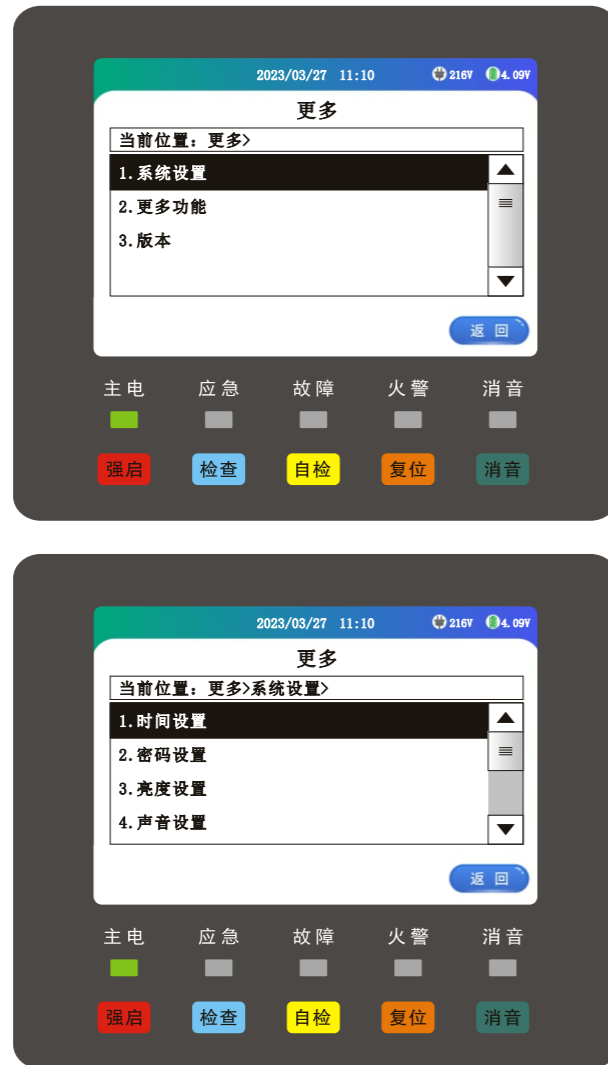 2023/03/27 11:10 216V 4.09V
更多
当前位置：更多>
1.系统设置
2.更多功能
3.版本
返回
主电 应急 故障 火警 消音
强启 检查 自检 复位 消音
2023/03/27 11:10 216V 4.09V
更多
当前位置：更多>系统设置>
1.时间设置
2.密码设置
3.亮度设置
4.声音设置
返回
主电 应急 故障 火警 消音
强启 检查 自检 复位 消音